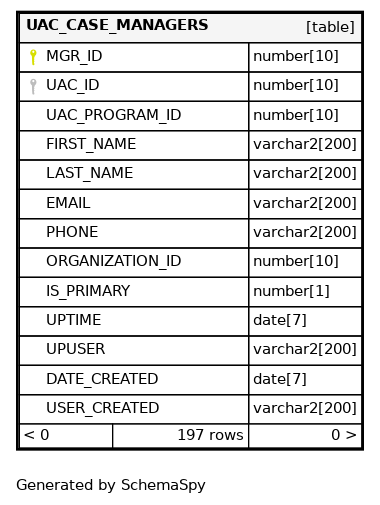 UAC_CASE_MANAGERS [table]
MGR_ID number[10]
UAC_ID number[10]
UAC_PROGRAM_ID number[10]
FIRST_NAME varchar2[200]
LAST_NAME varchar2[200]
EMAIL varchar2[200]
PHONE varchar2[200]
ORGANIZATION_ID number[10]
IS_PRIMARY number[1]
UPTIME date[7]
UPUSER varchar2[200]
DATE_CREATED date[7]
USER_CREATED varchar2[200]
< 0 197 rows 0 >
Generated by SchemaSpy